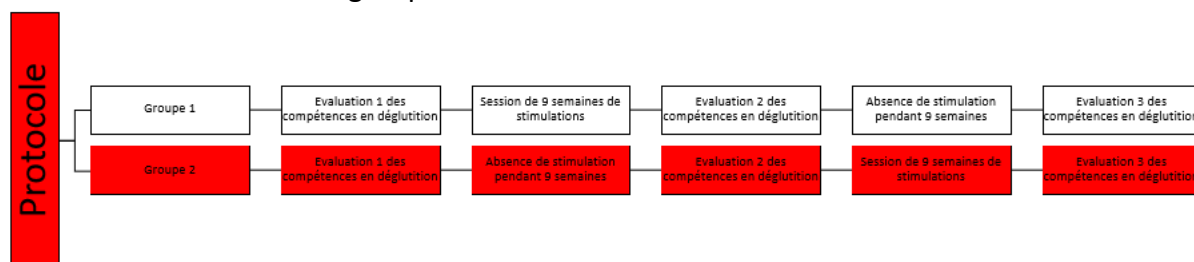 Protocole
Groupe 1
Evaluation 1 des
compétences en déglutition
Session de 9 semaines de
stimulations
Evaluation 2 des
compétences en déglutition
Absence de stimulation
pendant 9 semaines
Evaluation 3 des
compétences en déglutition
Groupe 2
Evaluation 1 des
compétences en déglutition
Absence de stimulation
pendant 9 semaines
Evaluation 2 des
compétences en déglutition
Session de 9 semaines de
stimulations
Evaluation 3 des
compétences en déglutition